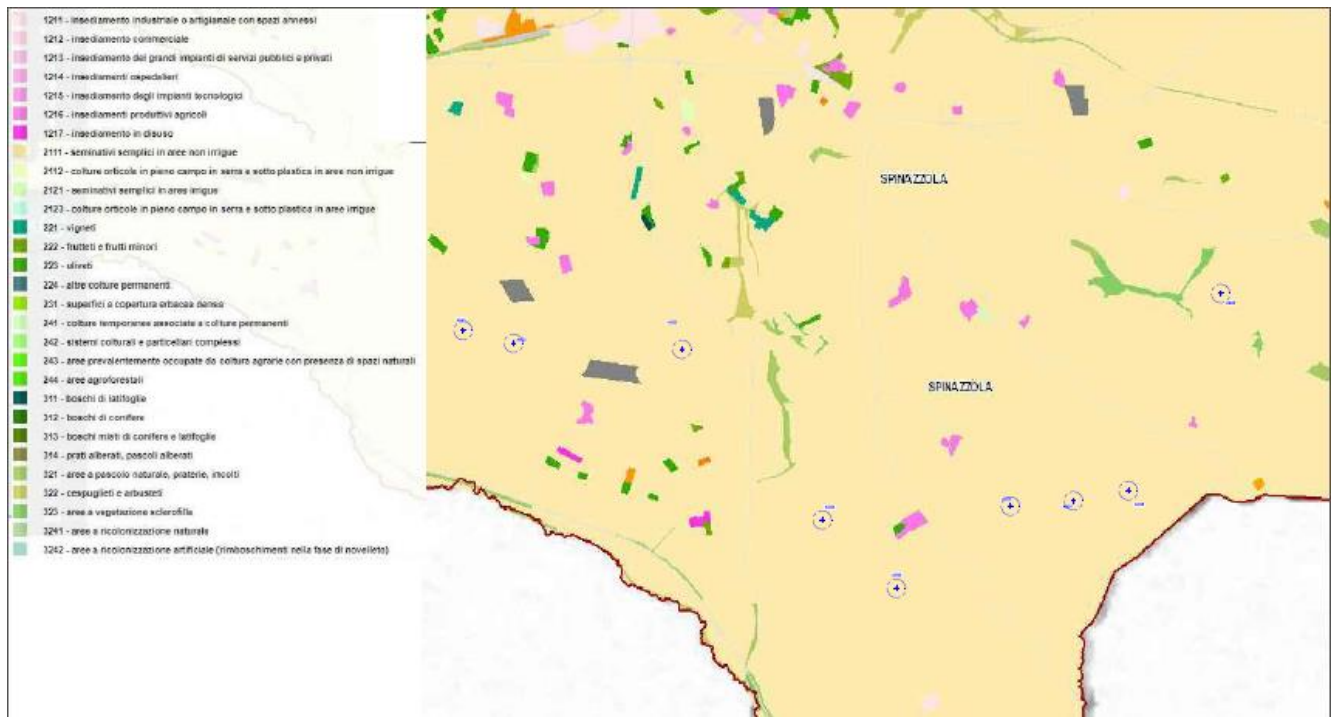 1211 - insediamento industriale o artigianale con spazi annessi
1212 - insediamento commerciale
1213 - insediamento dei grandi impianti di servizi pubblici e privati
1214 - insediamenti ospedalieri
1215 - insediamento degli impianti tecnologici
1216 - insediamenti produttivi agricoli
1217 - insediamento in disuso
2111 - seminativi semplici in aree non irrigue
2112 - colture orticole in pieno campo in serra e sotto plastica in aree non irrigue
2121 - seminativi semplici in aree irrigue
2123 - colture orticole in pieno campo in serra e sotto plastica in aree irrigue
221 - vigneti
222 - frutteti e frutti minori
223 - uliveti
224 - altre colture permanenti
231 - superfici a copertura erbacea densa
241 - colture temporanee associate a colture permanenti
242 - sistemi colturali e particellari complessi
243 - aree prevalentemente occupate da coltura agrarie con presenza di spazi naturali
244 - aree agroforestali
311 - boschi di latifoglie
312 - boschi di conifere
313 - boschi misti di conifere e latifoglie
314 - prati alberati, pascoli alberati
321 - aree a pascolo naturale, praterie, incolti
322 - cespuglieti e arbusteti
323 - aree a vegetazione sclerofilla
3241 - aree a ricolonizzazione naturale
3242 - aree a ricolonizzazione artificiale (rimboschimenti nella fase di novelleto)
SPINAZZOLA
SPINAZZOLA